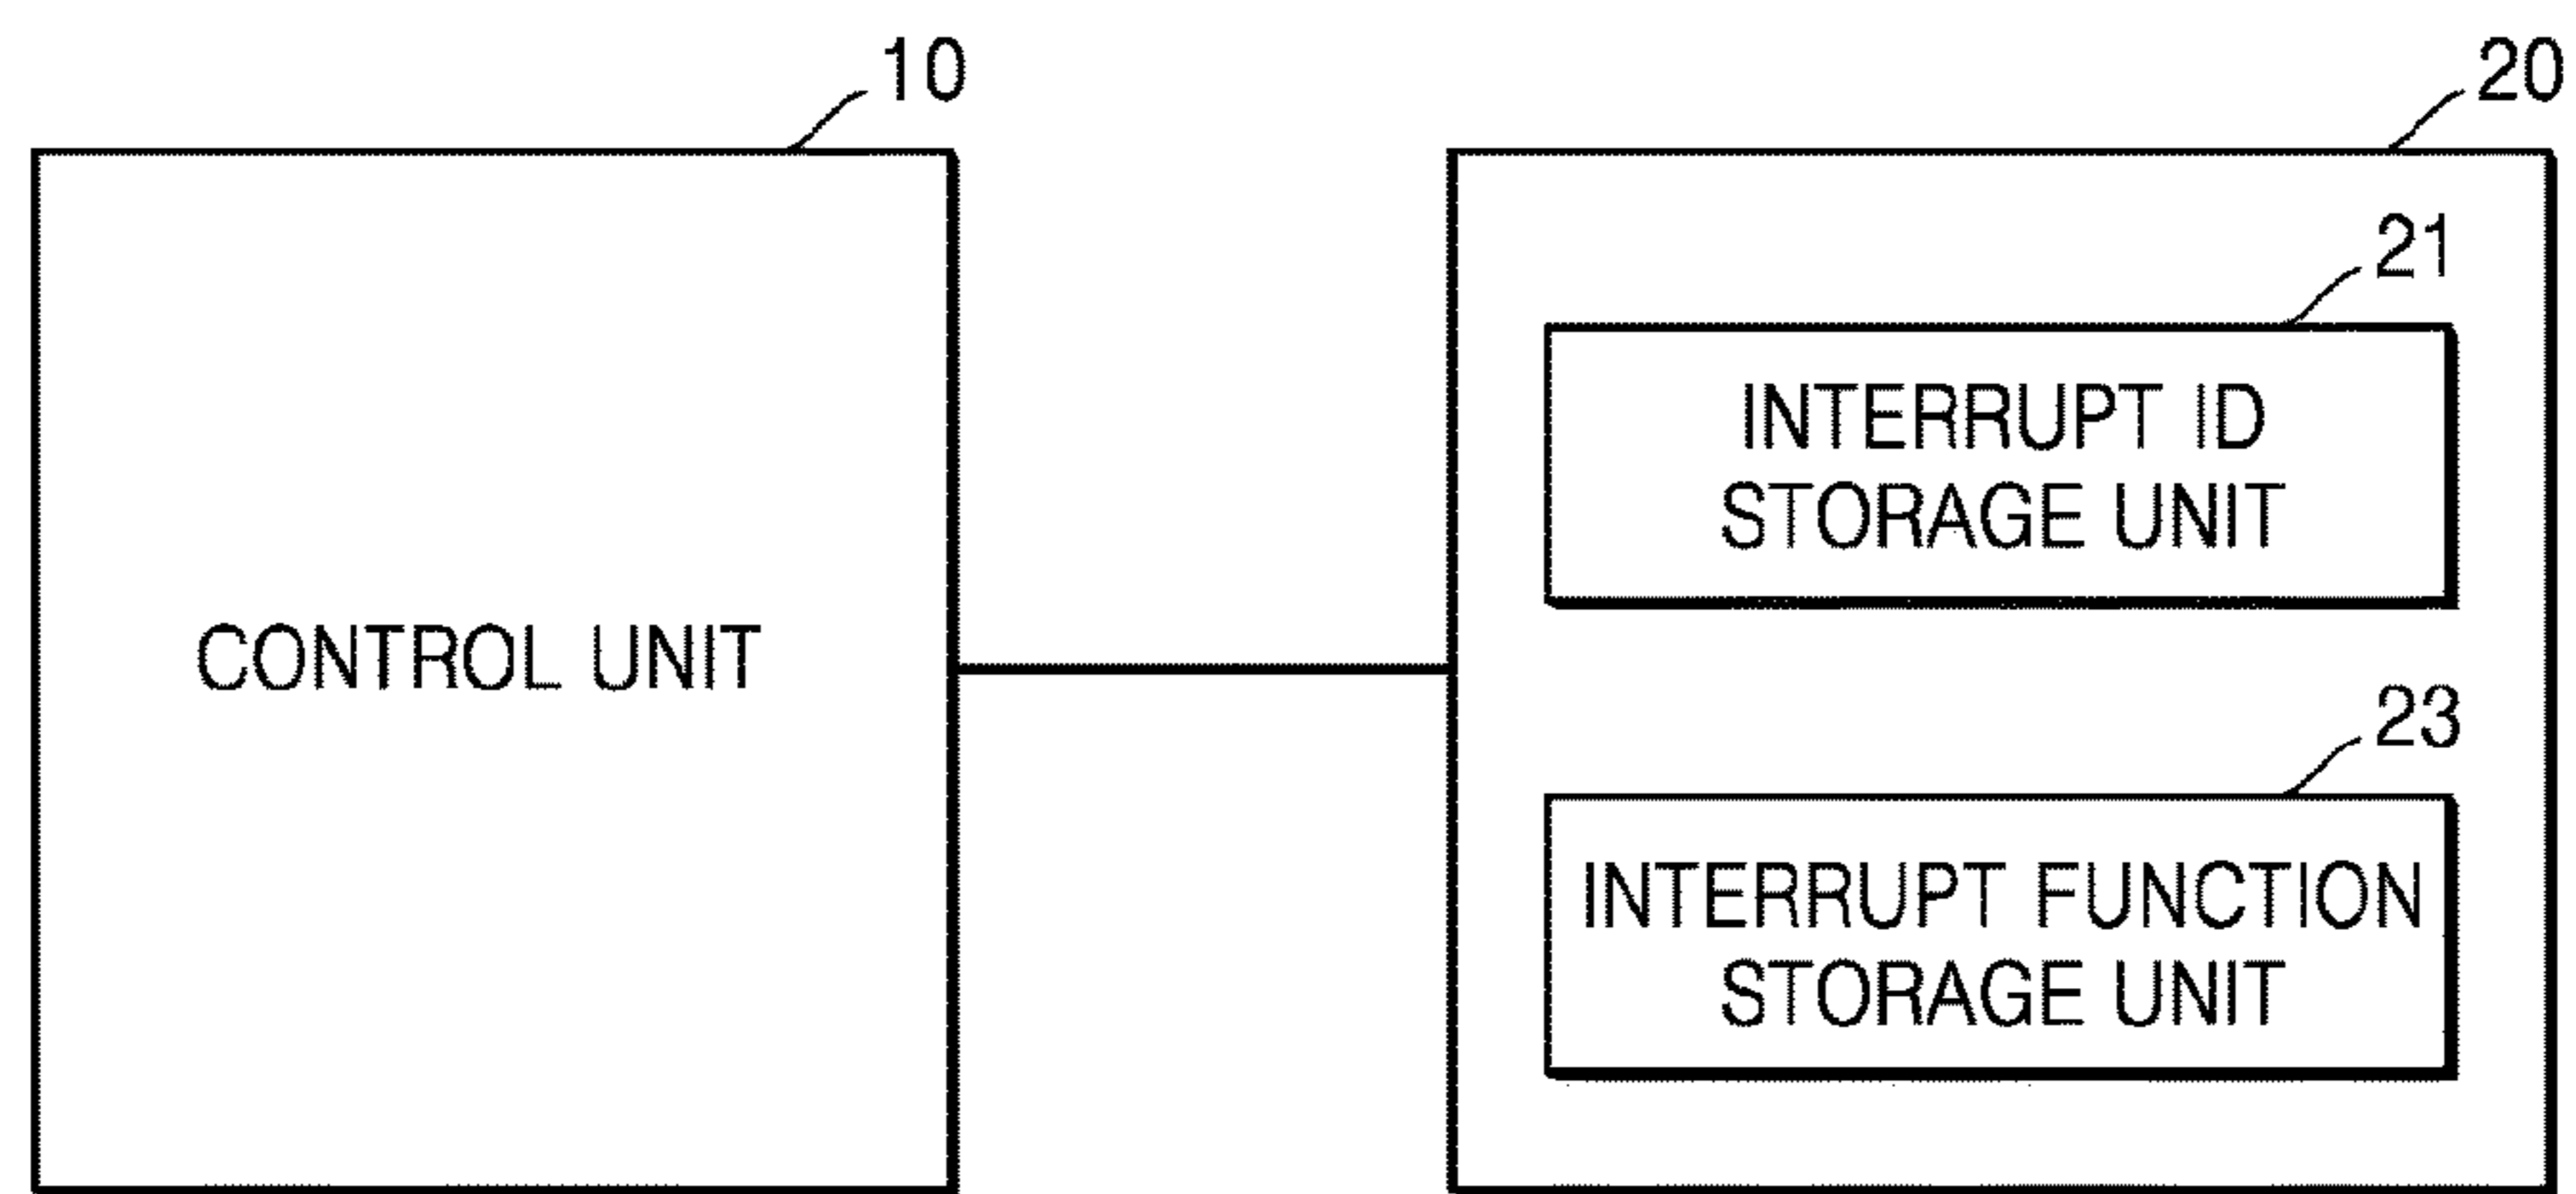 10
20
21
INTERRUPT ID
STORAGE UNIT
CONTROL UNIT
23
INTERRUPT FUNCTION
STORAGE UNIT